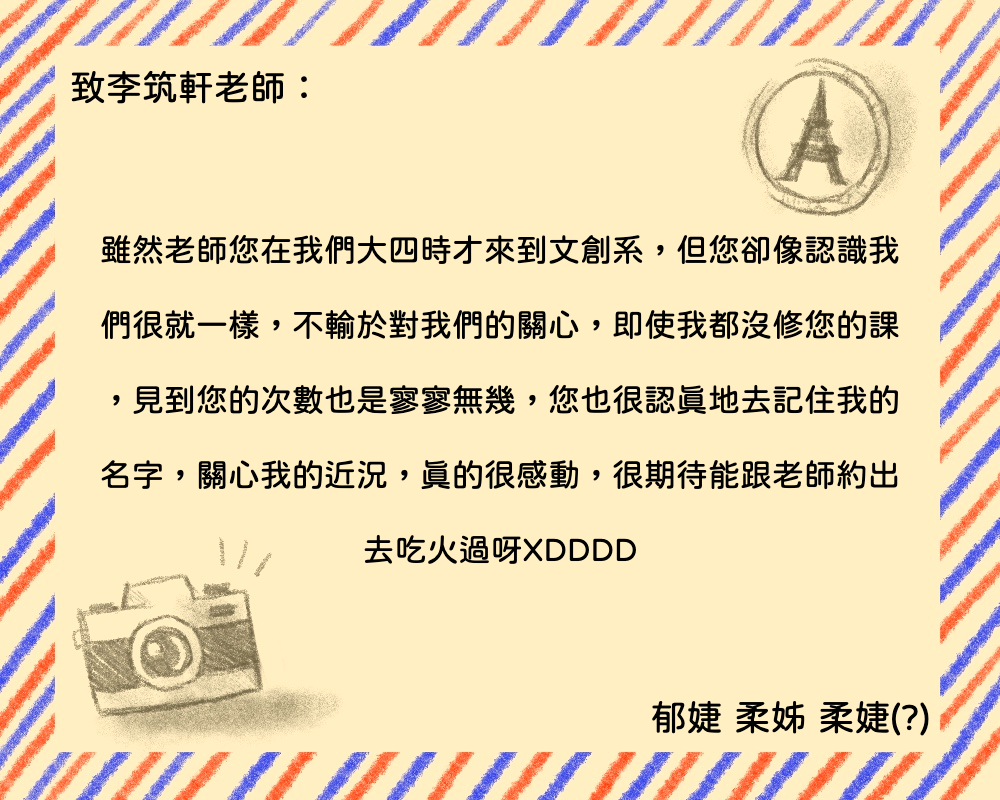 致李筑軒老師：
雖然老師您在我們大四時才來到文創系，但您卻像認識我
們很就一樣，不輸於對我們的關心，即使我都沒修您的課
，見到您的次數也是寥寥無幾，您也很認真地去記住我的
名字，關心我的近況，真的很感動，很期待能跟老師約出
去吃火過呀XDDDD
郁婕 柔姊 柔婕(?)